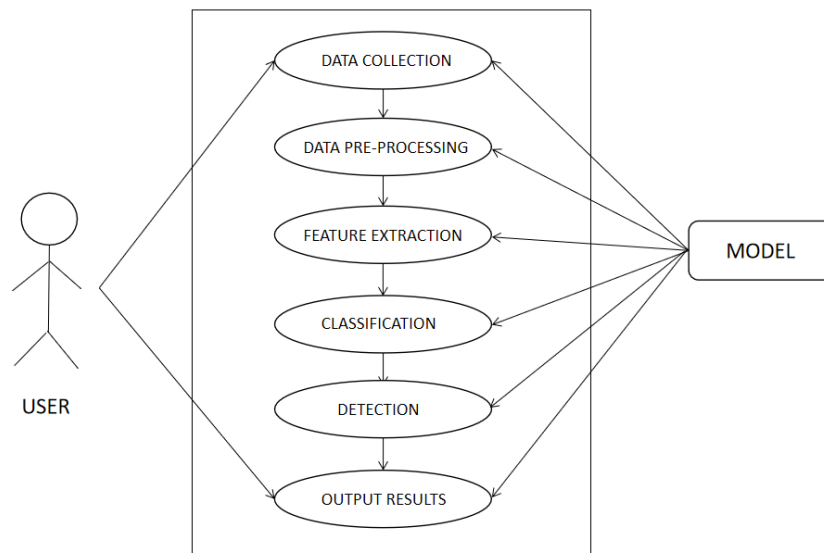 DATA COLLECTION
DATA PRE-PROCESSING
FEATURE EXTRACTION
MODEL
CLASSIFICATION
USER
DETECTION
OUTPUT RESULTS